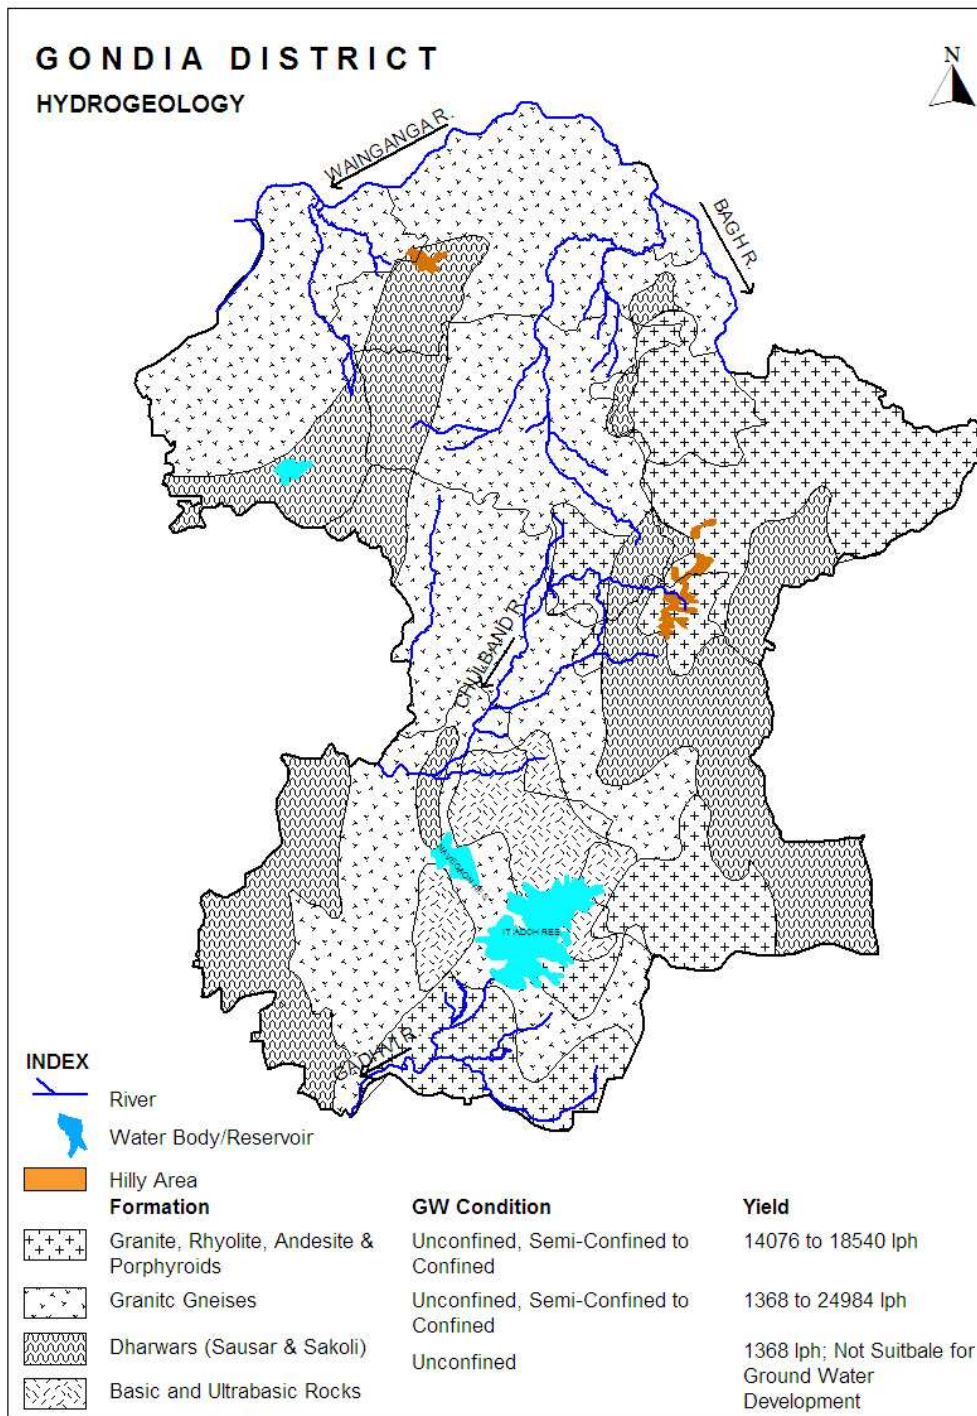 GONDIA DISTRICT
HYDROGEOLOGY
N
WAINGANGA R.
BAGH R.
CHULBAND R.
ITIADOH RES
GADHVI R
INDEX
River
Water Body/Reservoir
Hilly Area
Formation GW Condition Yield
Granite, Rhyolite, Andesite & Unconfined, Semi-Confined to 14076 to 18540 lph
Porphyroids Confined
Granitc Gneises Unconfined, Semi-Confined to 1368 to 24984 lph
Confined
Dharwars (Sausar & Sakoli) Unconfined 1368 lph; Not Suitbale for
Ground Water
Basic and Ultrabasic Rocks Development